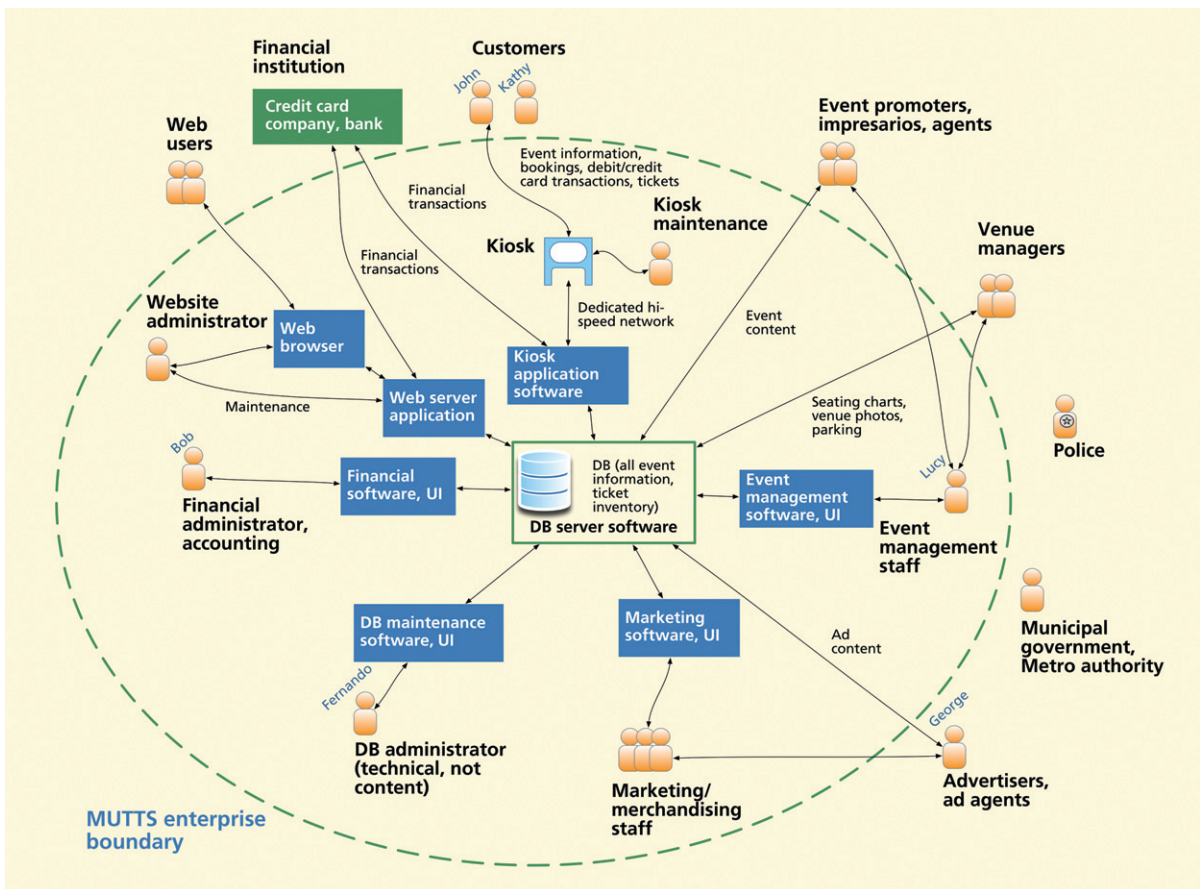 Financial
institution
Customers
John
Kathy
Credit card
company, bank
Web
users
Event promoters,
impresarios, agents
Event information,
bookings, debit/credit
card transactions, tickets
Financial
transactions
Kiosk
maintenance
Kiosk
Venue
managers
Financial
transactions
Website
administrator
Dedicated hi-
speed network
Event
content
Web
browser
Kiosk
application
software
Web server
application
Maintenance
Seating charts,
venue photos,
parking
Police
Bob
Lucy
Financial
software, UI
DB (all event
information,
ticket
inventory)
DB server software
Event
management
software, UI
Financial
administrator,
accounting
Event
management
staff
DB maintenance
software, UI
Marketing
software, UI
Ad
content
Municipal
government,
Metro authority
Fernando
George
DB administrator
(technical, not
content)
Marketing/
merchandising
staff
Advertisers,
ad agents
MUTTS enterprise
boundary